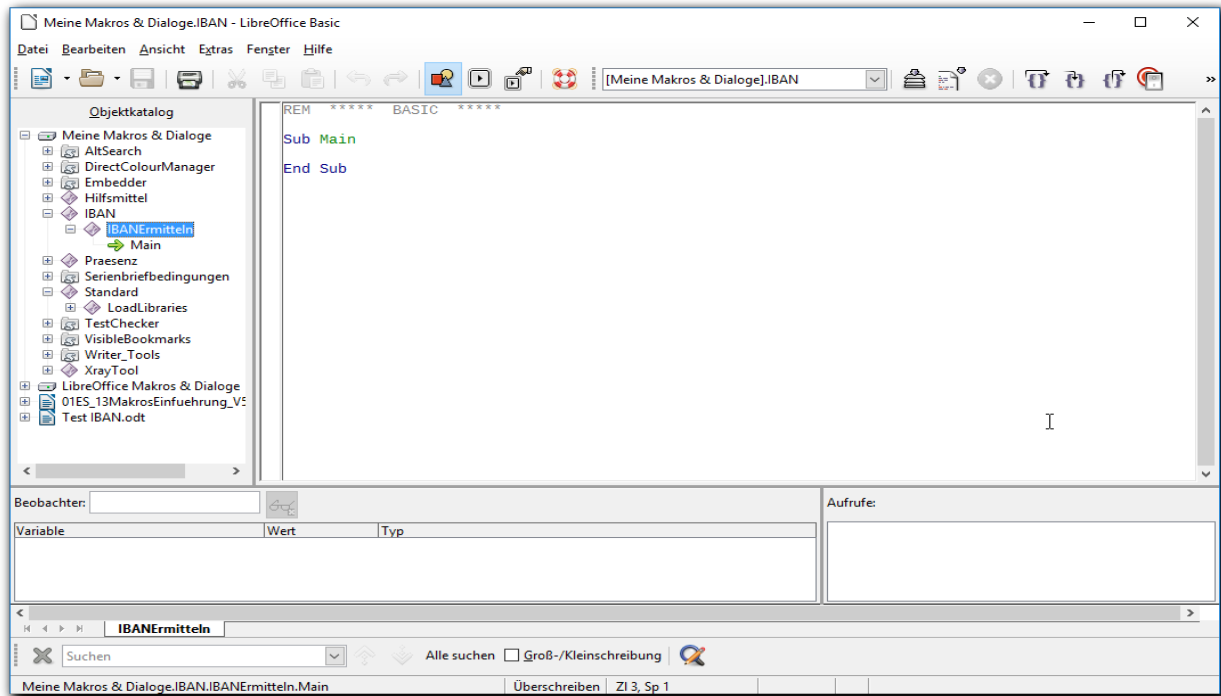 Meine Makros & Dialoge.IBAN - LibreOffice Basic
Datei Bearbeiten Ansicht Extras Fenster Hilfe
[Meine Makros & Dialoge].IBAN
»
Objektkatalog
Meine Makros & Dialoge
AltSearch
DirectColourManager
Embedder
Hilfsmittel
IBAN
IBANErmitteln
Main
Praesenz
Serienbriefbedingungen
Standard
LoadLibraries
TestChecker
VisibleBookmarks
Writer_Tools
XrayTool
LibreOffice Makros & Dialoge
01ES_13MakrosEinfuehrung_V5
Test IBAN.odt
REM ***** BASIC *****
Sub Main
End Sub
Beobachter:
Aufrufe:
Variable Wert Typ
IBANErmitteln
Suchen Alle suchen Groß-/Kleinschreibung
Meine Makros & Dialoge.IBAN.IBANErmitteln.Main Überschreiben Zl 3, Sp 1